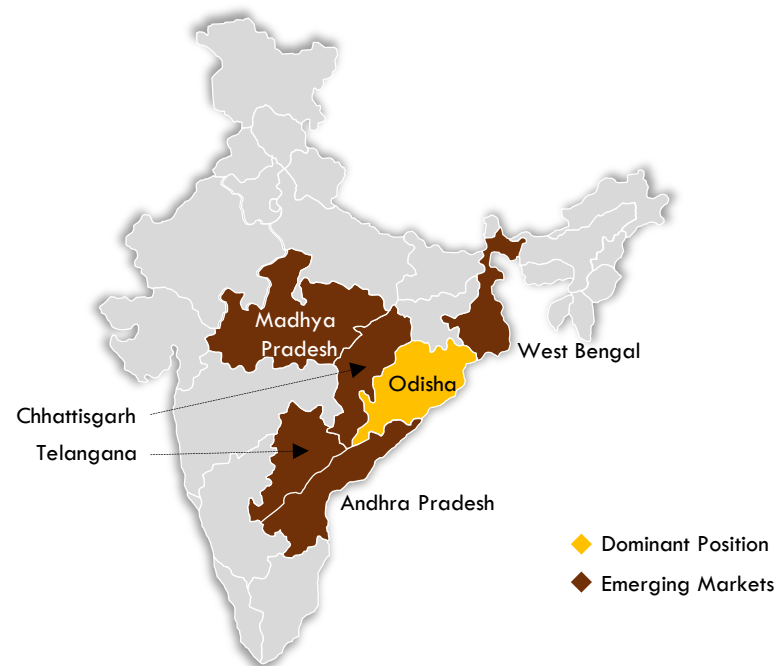 Madhya
Pradesh
West Bengal
Odisha
Chhattisgarh
Telangana
Andhra Pradesh
Dominant Position
Emerging Markets